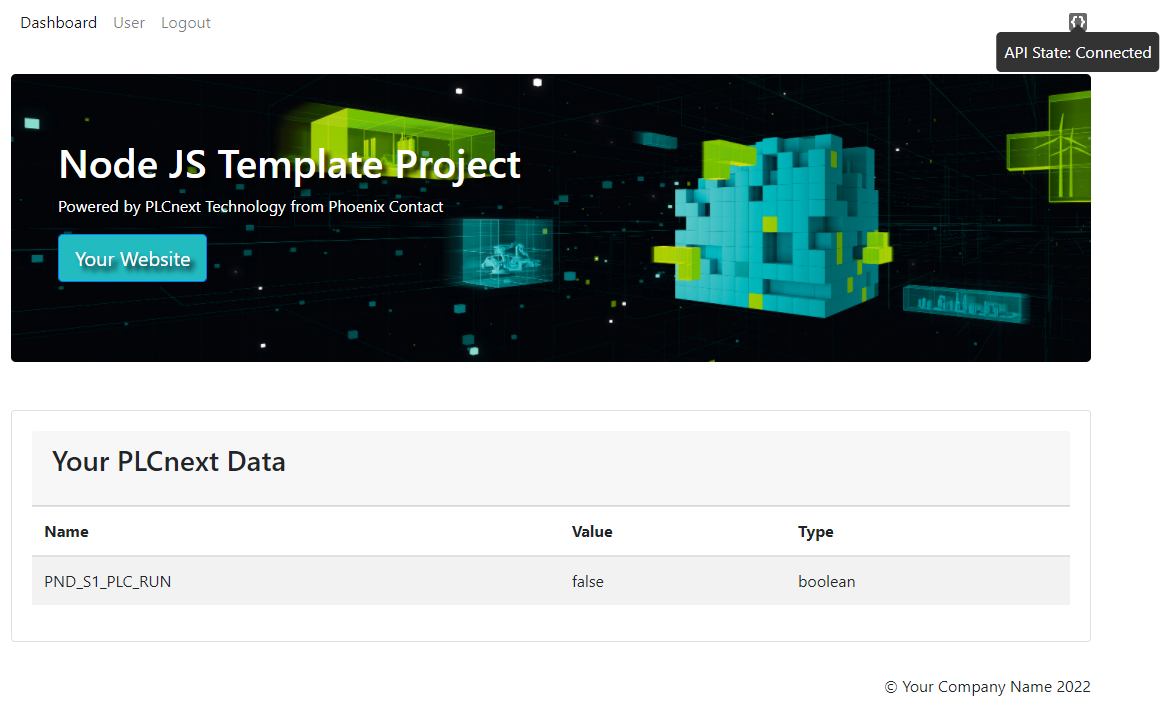 Dashboard User Logout
{}
API State: Connected
Node JS Template Project
Powered by PLCnext Technology from Phoenix Contact
Your Website
Your PLCnext Data
Name Value Type
PND_S1_PLC_RUN false boolean
© Your Company Name 2022